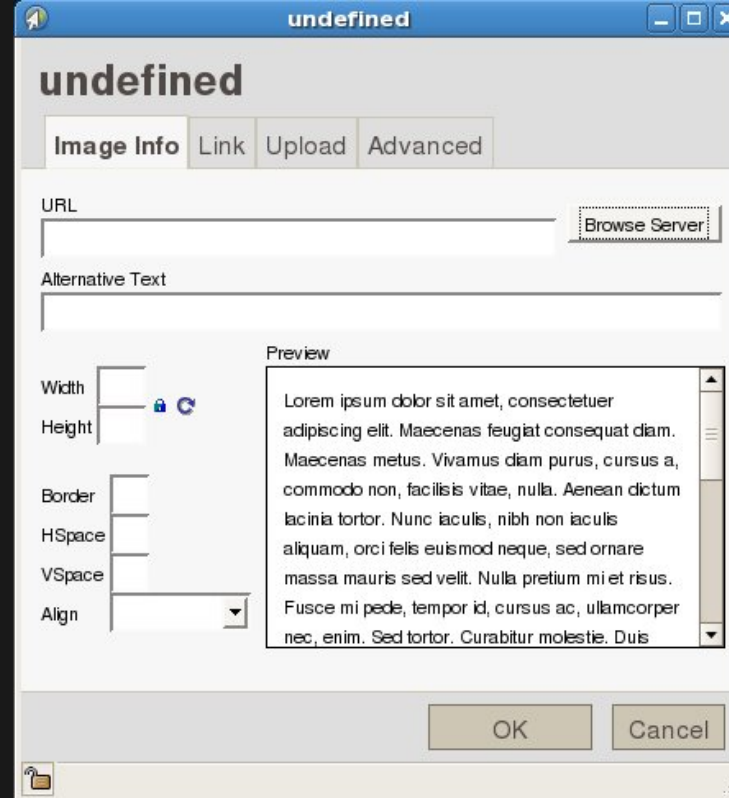 undefined
undefined
Image Info Link Upload Advanced
URL
Browse Server
Alternative Text
Preview
Width
Height
Border
HSpace
VSpace
Align
Lorem ipsum dolor sit amet, consectetuer
adipiscing elit. Maecenas feugiat consequat diam.
Maecenas metus. Vivamus diam purus, cursus a,
commodo non, facilisis vitae, nulla. Aenean dictum
lacinia tortor. Nunc iaculis, nibh non iaculis
aliquam, orci felis euismod neque, sed ornare
massa mauris sed velit. Nulla pretium mi et risus.
Fusce mi pede, tempor id, cursus ac, ullamcorper
nec, enim. Sed tortor. Curabitur molestie. Duis
OK Cancel